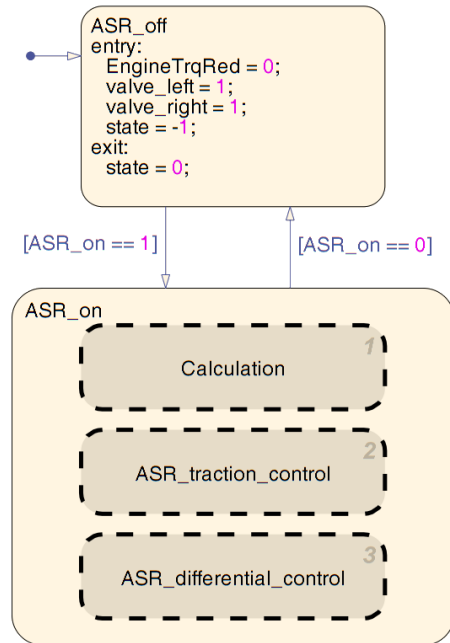 ASR_off
entry:
EngineTrqRed = 0;
valve_left = 1;
valve_right = 1;
state = -1;
exit:
state = 0;
[ASR_on == 1]
[ASR_on == 0]
ASR_on
1
Calculation
2
ASR_traction_control
3
ASR_differential_control